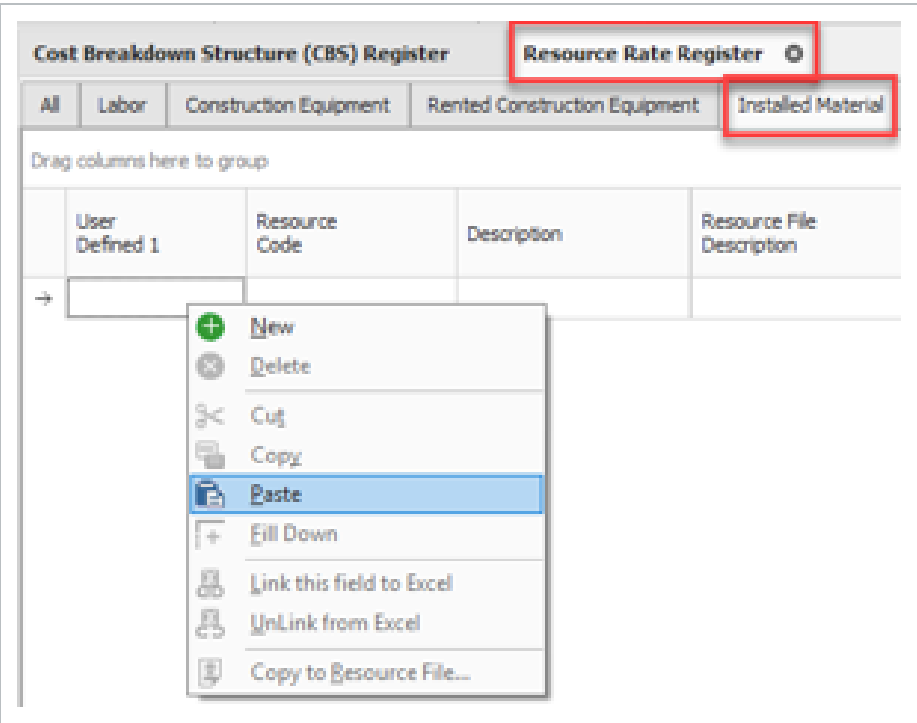 Cost Breakdown Structure (CBS) Register Resource Rate Register
All Labor Construction Equipment Rented Construction Equipment Installed Material
Drag columns here to group
User Defined 1
Resource Code
Description
Resource File Description
New
Delete
Cut
Copy
Paste
Fill Down
Link this field to Excel
UnLink from Excel
Copy to Resource File...